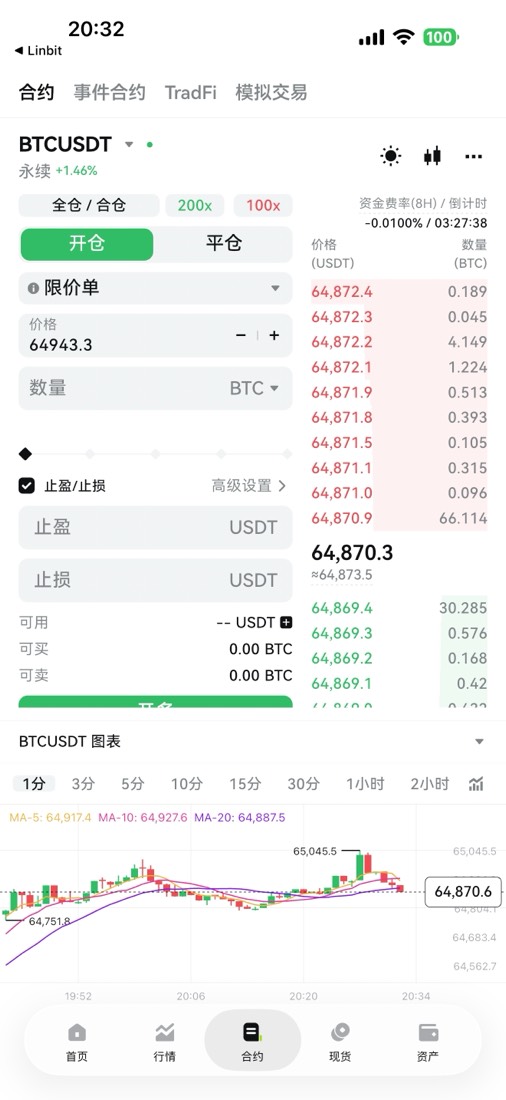 20:32
100
◀ Linbit
合约 事件合约 TradFi 模拟交易
BTCUSDT
永续 +1.46%
全仓 / 合仓 200x 100x
资金费率(8H) / 倒计时
-0.0100% / 03:27:38
开仓 平仓
价格 数量
(USDT) (BTC)
限价单
价格
64943.3
数量 BTC
止盈/止损 高级设置
止盈 USDT
止损 USDT
可用 -- USDT
可买 0.00 BTC
可卖 0.00 BTC
64,872.4 0.189
64,872.3 0.045
64,872.2 4.149
64,872.1 1.224
64,871.9 0.513
64,871.8 0.393
64,871.5 0.105
64,871.1 0.315
64,871.0 0.096
64,870.9 66.114
64,870.3
≈64,873.5
64,869.4 30.285
64,869.3 0.576
64,869.2 0.168
64,869.1 0.42
BTCUSDT 图表
1分 3分 5分 10分 15分 30分 1小时 2小时
MA-5: 64,917.4 MA-10: 64,927.6 MA-20: 64,887.5
65,045.5
65,045.5
64,870.6
64,751.8
64,683.4
64,562.7
19:52 20:06 20:20 20:34
首页 行情 合约 现货 资产